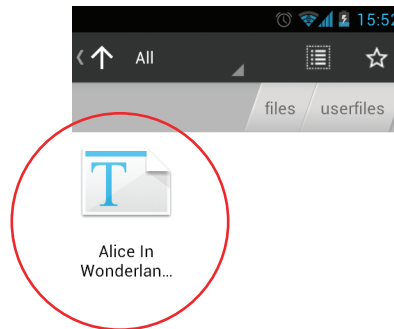 15:52
All
files userfiles
T
Alice In
Wonderlan...